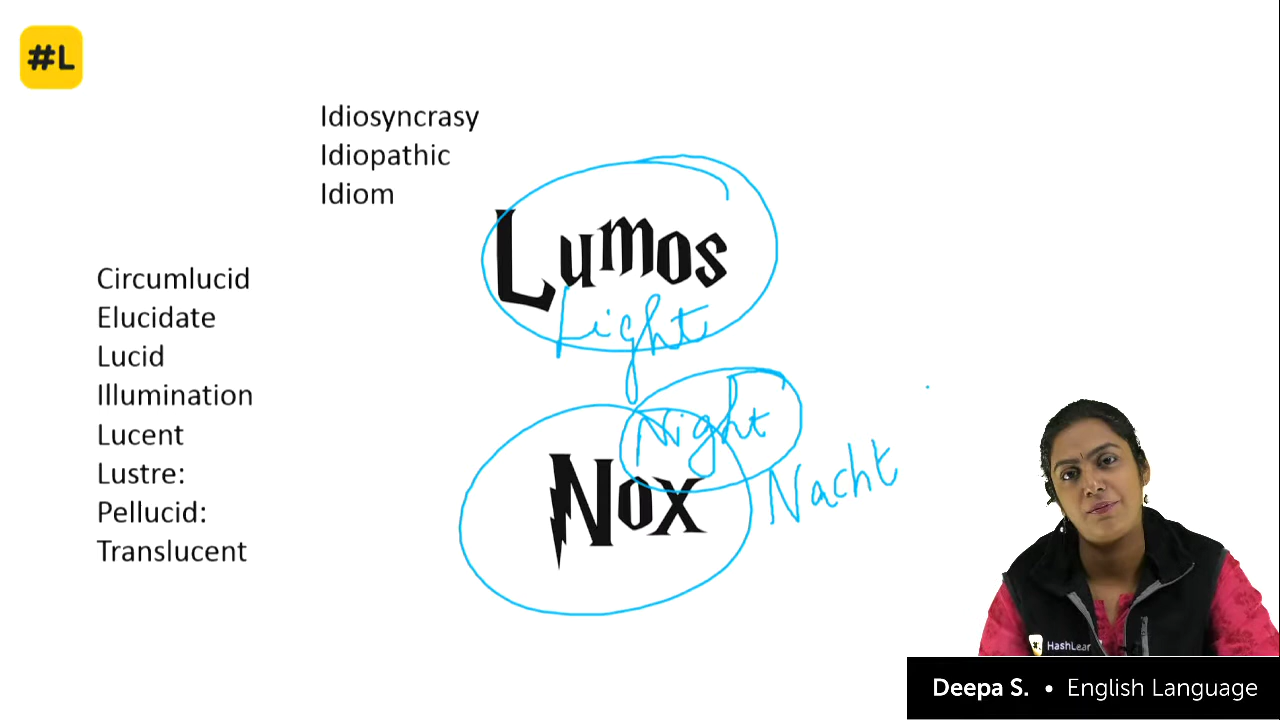 #L
Idiosyncrasy
Idiopathic
Idiom
Lumos
Light
Circumlucid
Elucidate
Lucid
Illumination
Lucent
Lustre:
Pellucid:
Translucent
Night
Nox
Nacht
#L HashLear
Deepa S. • English Language